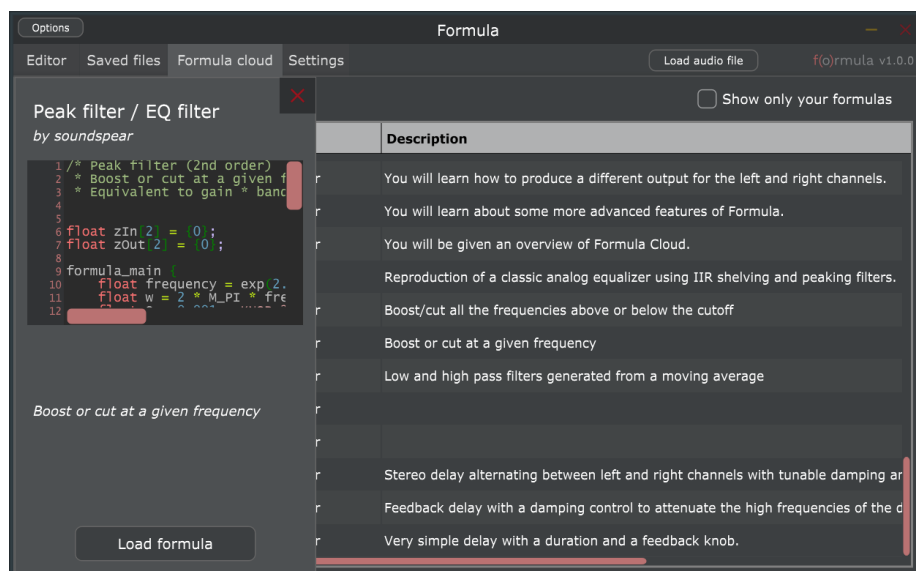 Options
Formula
Editor Saved files Formula cloud Settings
Load audio file
f(o)rmula v1.0.0
Peak filter / EQ filter
by soundspear
1 /* Peak filter (2nd order)
2 * Boost or cut at a given f
3 * Equivalent to gain * band
4
5
6 float zIn[2] = {0};
7 float zOut[2] = {0};
8
9 formula_main {
10 float frequency = exp(2.
11 float w = 2 * M_PI * fre
12
Boost or cut at a given frequency
Load formula
Show only your formulas
Description
r You will learn how to produce a different output for the left and right channels.
You will learn about some more advanced features of Formula.
r You will be given an overview of Formula Cloud.
Reproduction of a classic analog equalizer using IIR shelving and peaking filters.
r Boost/cut all the frequencies above or below the cutoff
r Boost or cut at a given frequency
r Low and high pass filters generated from a moving average
r
r
r Stereo delay alternating between left and right channels with tunable damping ar
r Feedback delay with a damping control to attenuate the high frequencies of the d
r Very simple delay with a duration and a feedback knob.